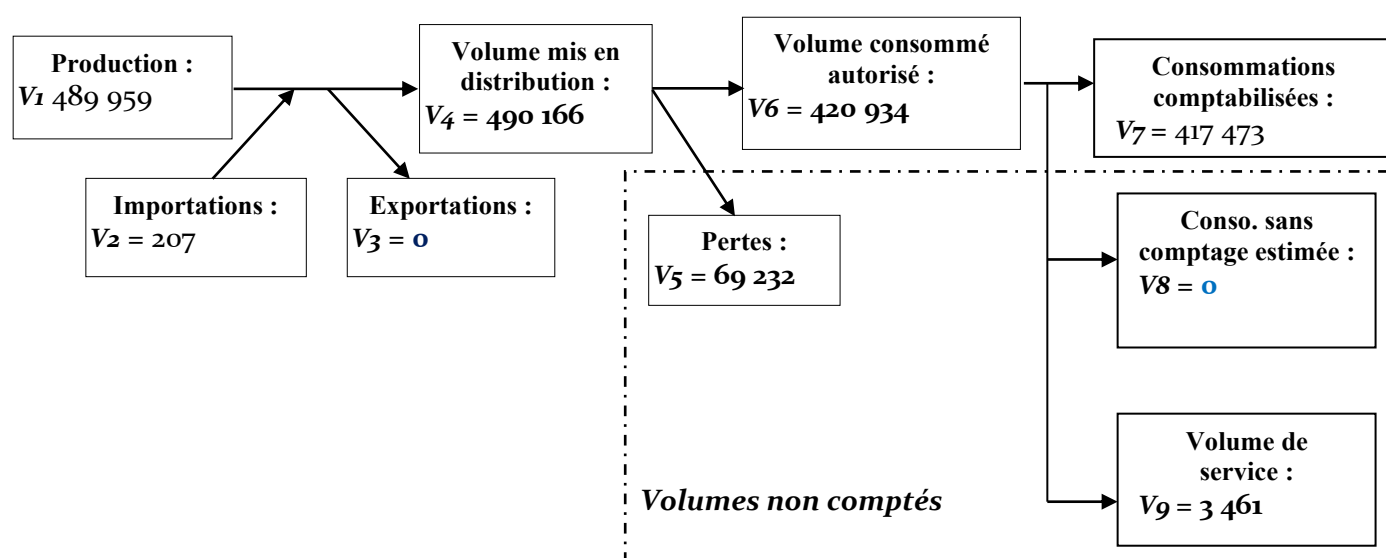 Production :
V1 489 959
Volume mis en
distribution :
V4 = 490 166
Volume consommé
autorisé :
V6 = 420 934
Consommations
comptabilisées :
V7 = 417 473
Importations :
V2 = 207
Exportations :
V3 = 0
Pertes :
V5 = 69 232
Conso. sans
comptage estimée :
V8 = 0
Volume de
service :
V9 = 3 461
Volumes non comptés